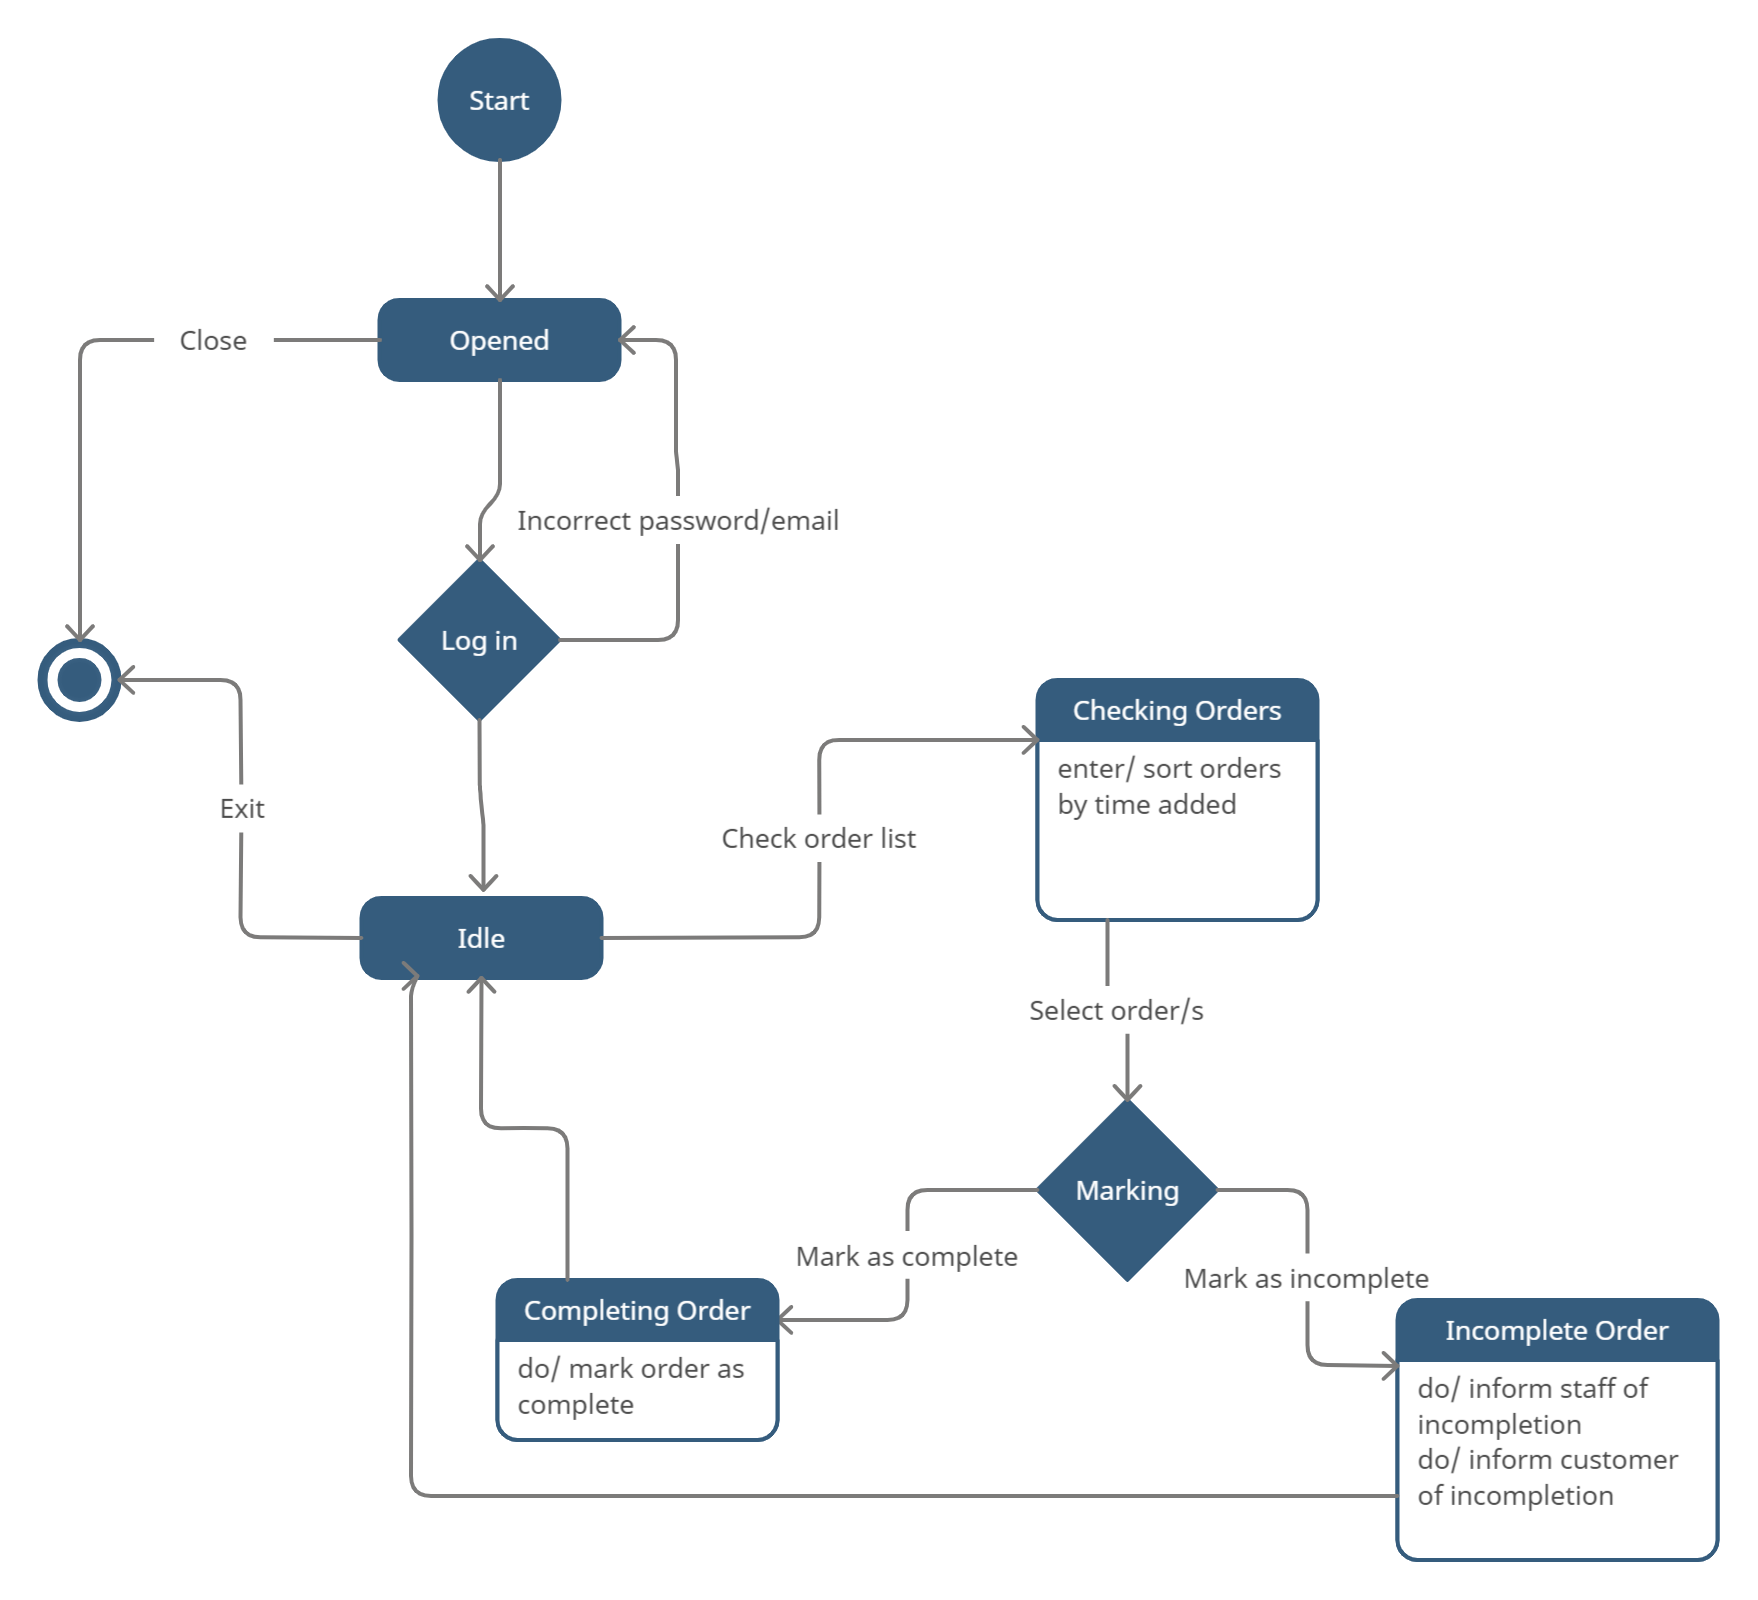 Start
Close
Opened
Incorrect password/email
Log in
Checking Orders
enter/ sort orders
by time added
Exit
Check order list
Idle
Select order/s
Marking
Mark as complete
Mark as incomplete
Completing Order
do/ mark order as
complete
Incomplete Order
do/ inform staff of
incompletion
do/ inform customer
of incompletion